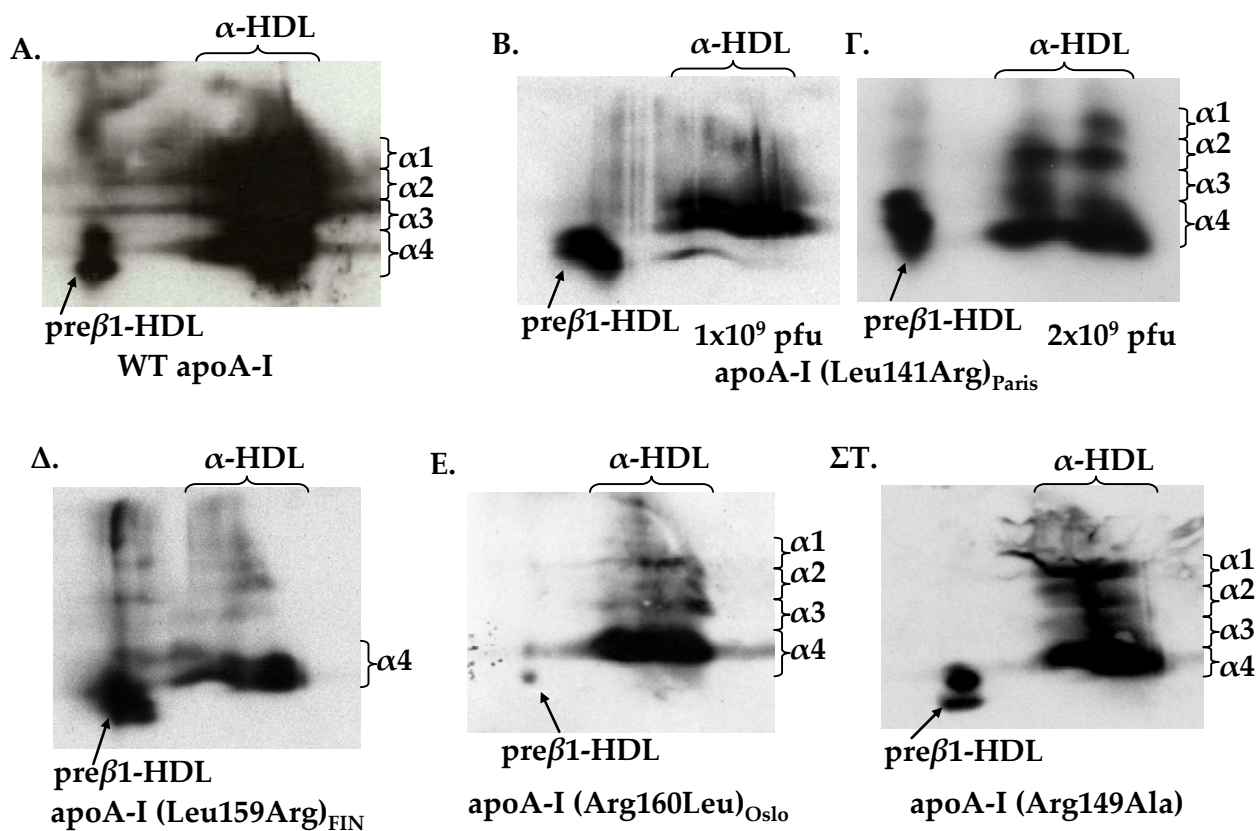 Α.
α-HDL
α1
α2
α3
α4
preβ1-HDL
WT apoA-I
Β.
α-HDL
preβ1-HDL
1x10⁹ pfu
Γ.
α-HDL
α1
α2
α3
α4
preβ1-HDL
2x10⁹ pfu
apoA-I (Leu141Arg)Paris
Δ.
α-HDL
α4
preβ1-HDL
apoA-I (Leu159Arg)FIN
Ε.
α-HDL
α1
α2
α3
α4
preβ1-HDL
apoA-I (Arg160Leu)Oslo
ΣΤ.
α-HDL
α1
α2
α3
α4
preβ1-HDL
apoA-I (Arg149Ala)